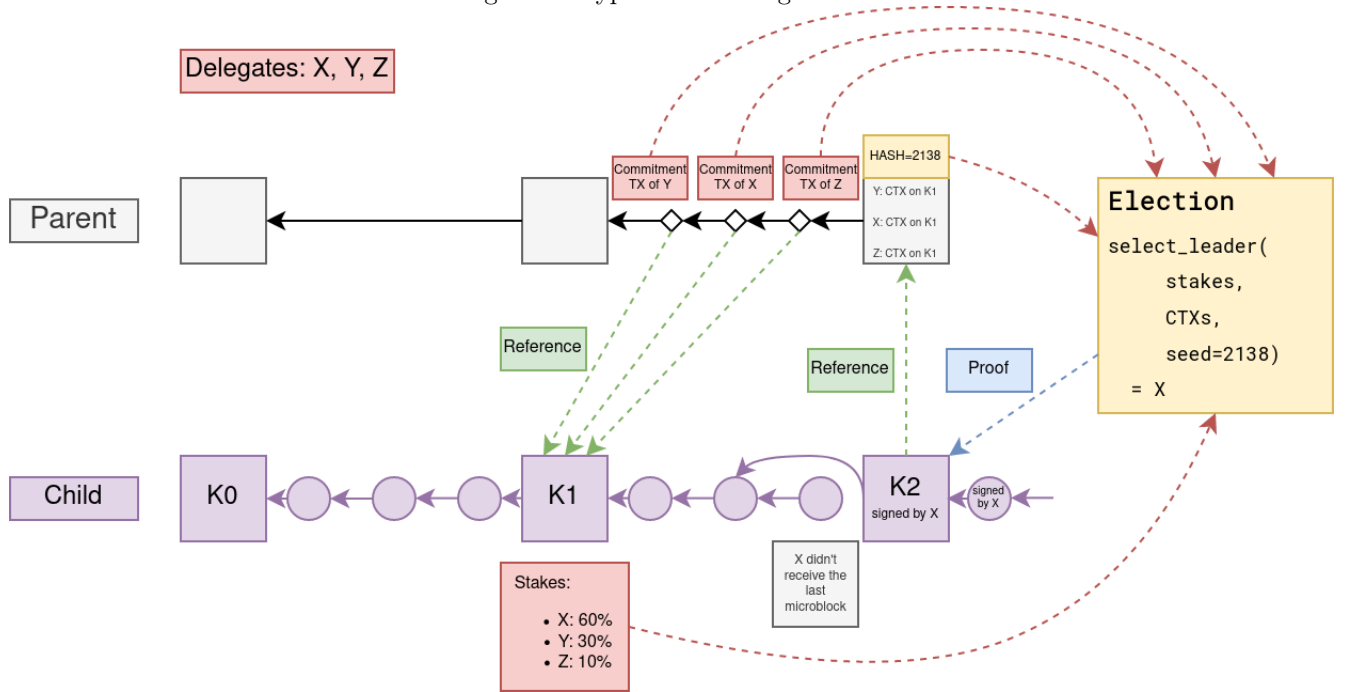 Delegates: X, Y, Z
Commitment
TX of Y
Commitment
TX of X
Commitment
TX of Z
HASH=2138
Y: CTX on K1
X: CTX on K1
Z: CTX on K1
Parent
Election
select_leader(
stakes,
CTXs,
seed=2138)
= X
Reference
Reference
Proof
Child
K0
K1
K2
signed by X
signed
by X
X didn't
receive the
last
microblock
Stakes:
• X: 60%
• Y: 30%
• Z: 10%